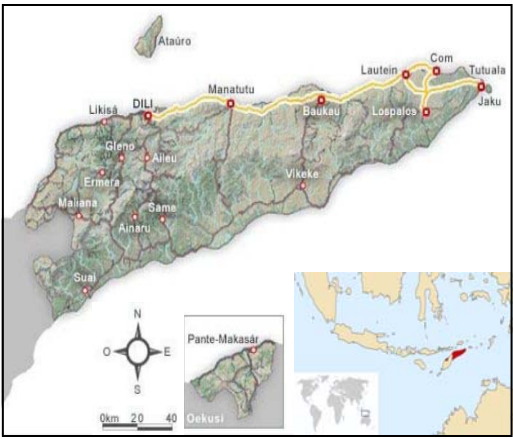 Ataúro
Com
Lautein
Tutuala
Manatutu
DILI
Likisá
Baukau
Lospalos
Jaku
Gleno
Aileu
Ermera
Vikeke
Maliana
Same
Ainaru
Suai
N
O E
S
Pante-Makasár
Oekusi
0km 20 40